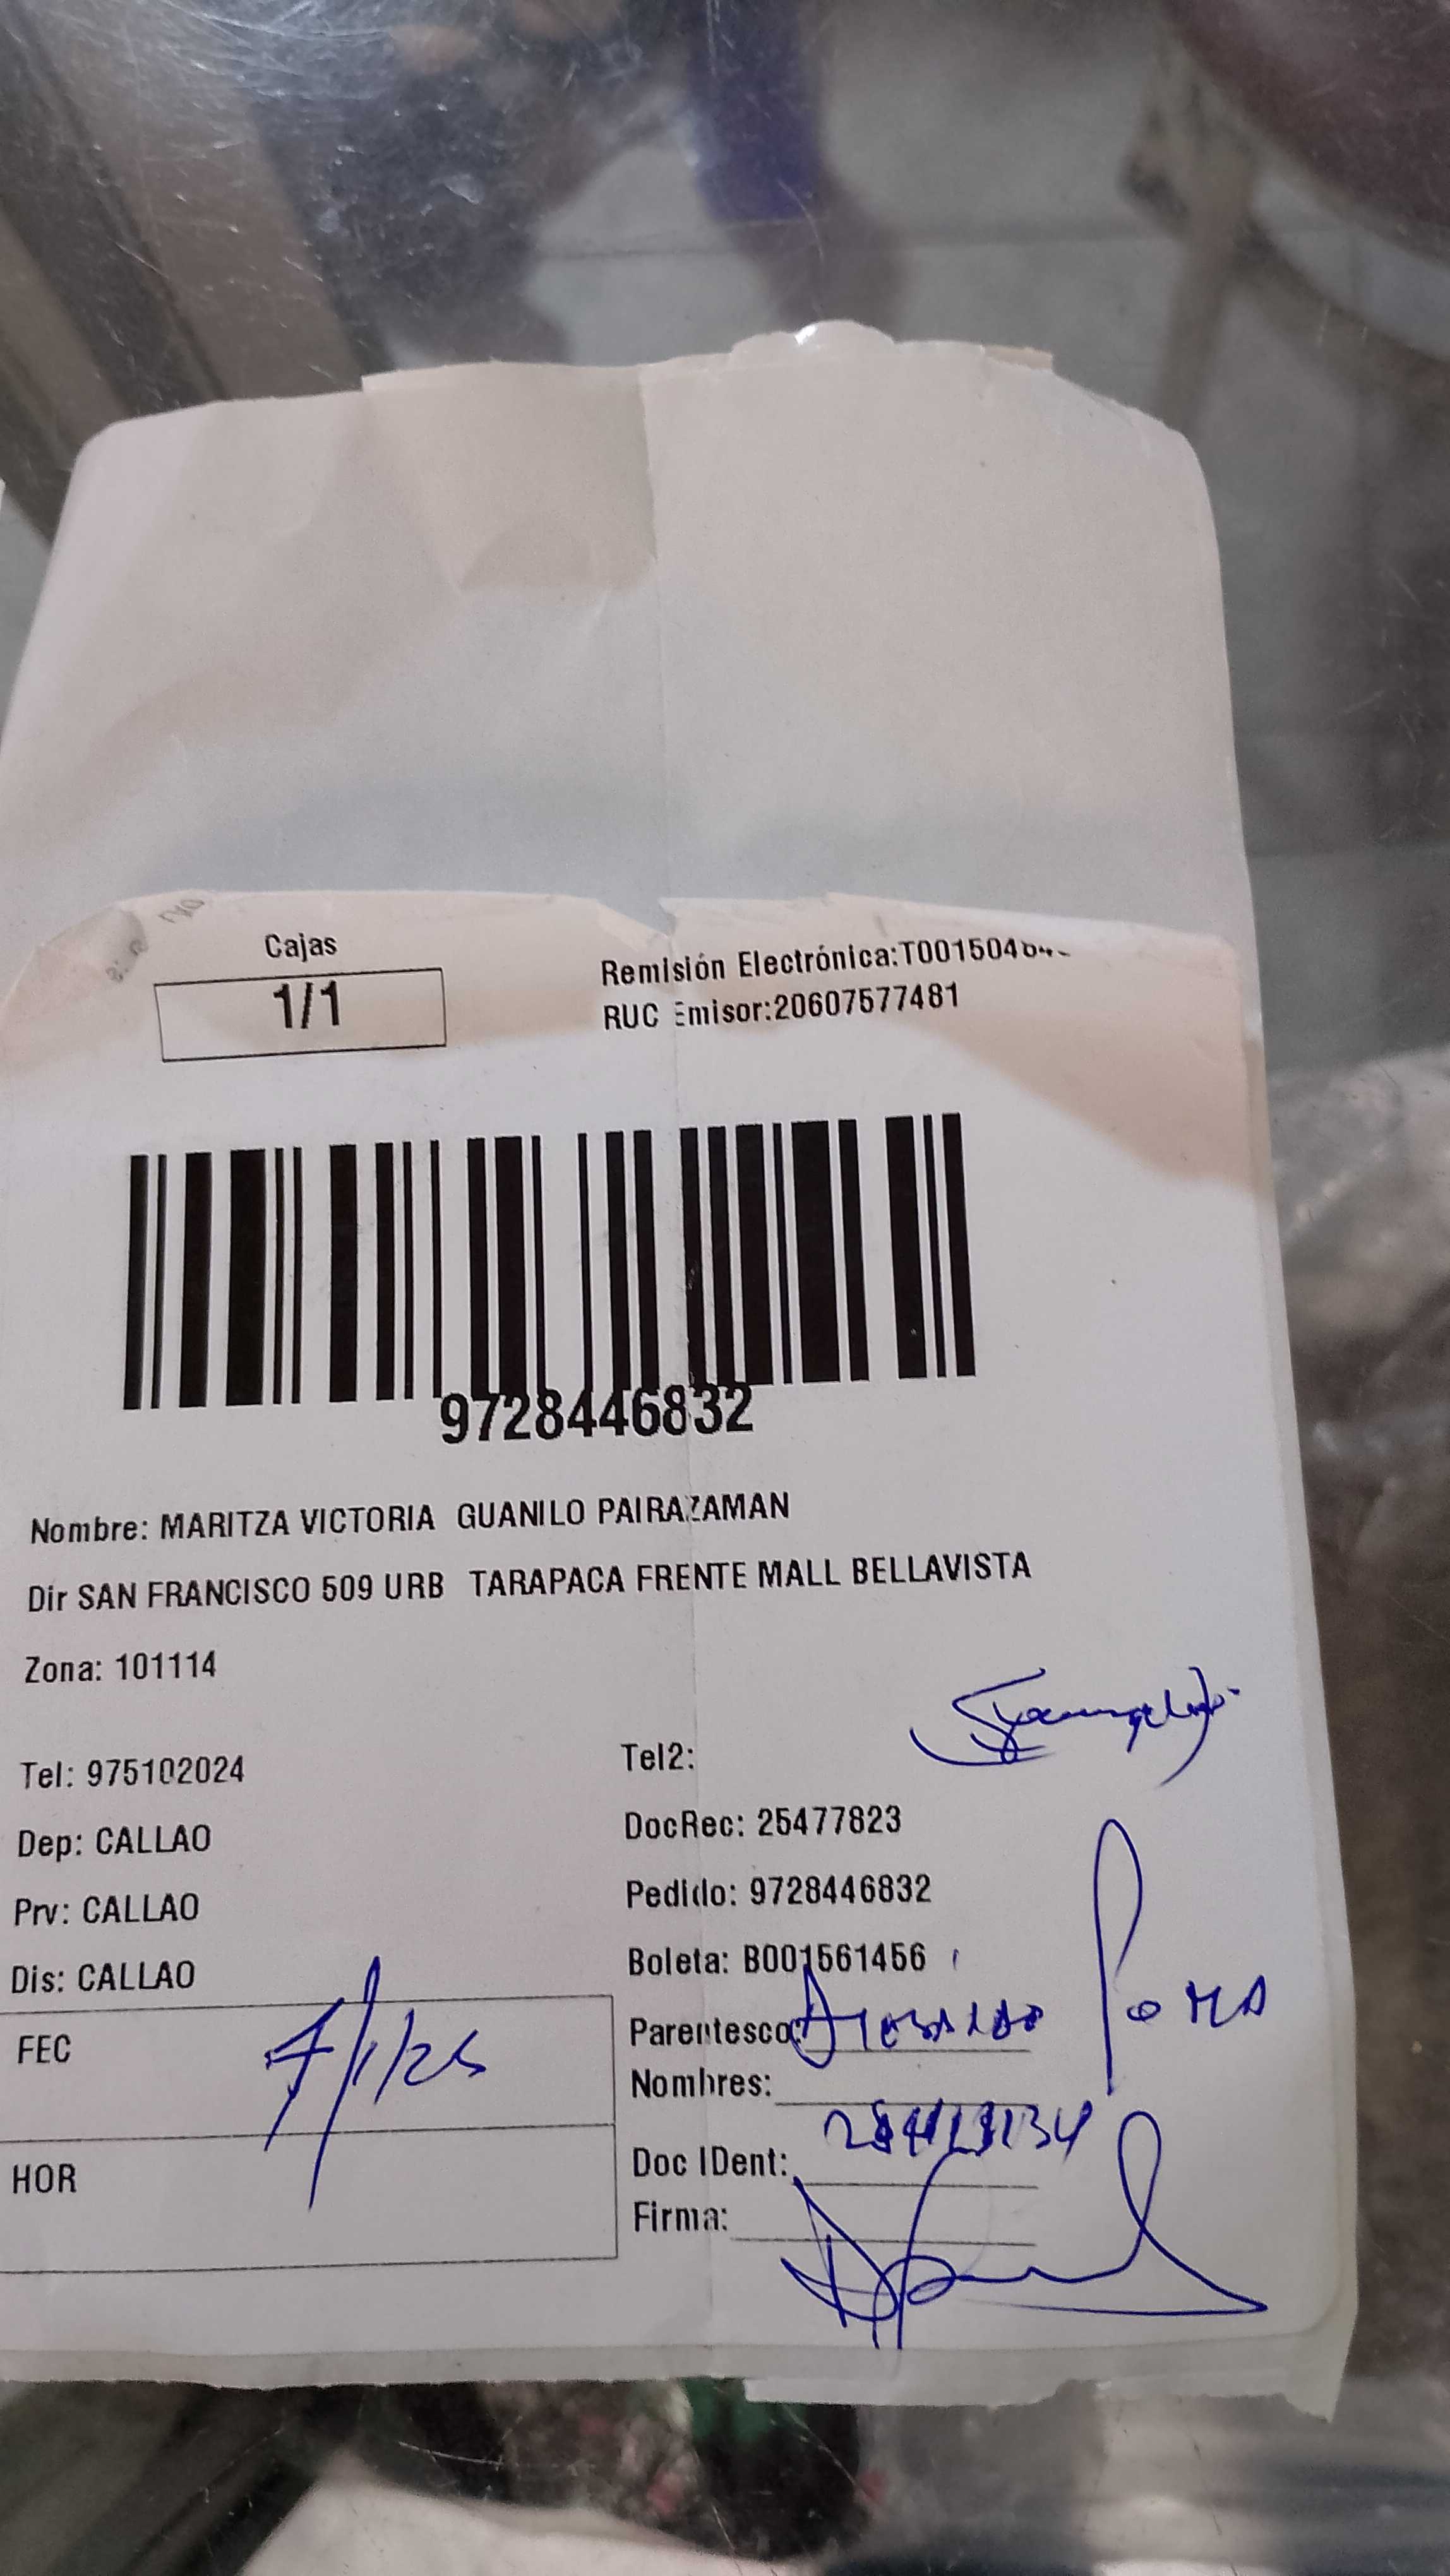 Cajas
1/1
Remisión Electrónica:T0015048
RUC Emisor:20607577481
9728446832
Nombre: MARITZA VICTORIA GUANILO PAIRAZAMAN
Dir SAN FRANCISCO 509 URB TARAPACA FRENTE MALL BELLAVISTA
Zona: 101114
Tel: 975102024
Tel2:
Dep: CALLAO
DocRec: 25477823
Prv: CALLAO
Pedido: 9728446832
Dis: CALLAO
Boleta: B001561456
FEC 7/1/25
Parentesco:
POMA
Nombres:
HOR
Doc IDent:
Firma: